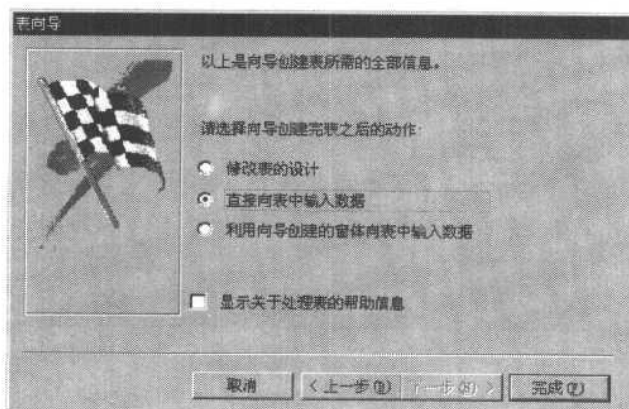 表向导
以上是向导创建表所需的全部信息。
请选择向导创建完表之后的动作:
修改表的设计
直接向表中输入数据
利用向导创建的窗体向表中输入数据
显示关于处理表的帮助信息
取消
<上一步(B)
下一步(N)>
完成(F)